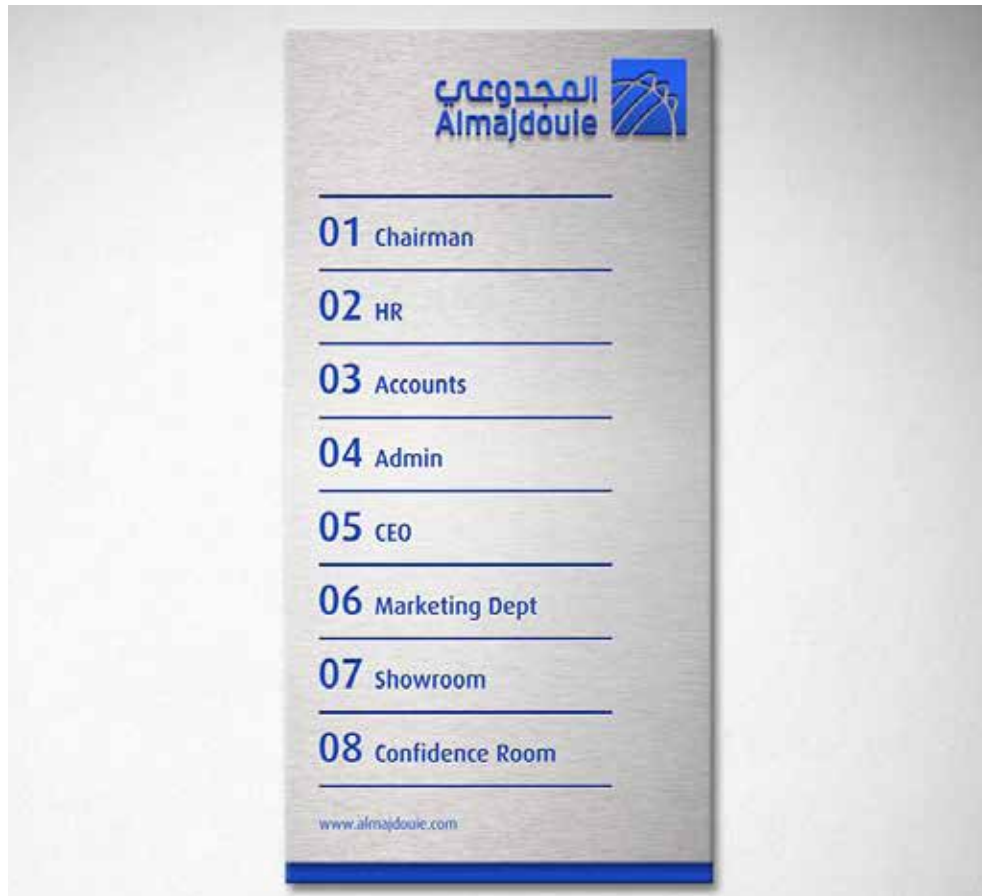 المجدوعي
Almajdouie
01 Chairman
02 HR
03 Accounts
04 Admin
05 CEO
06 Marketing Dept
07 Showroom
08 Confidence Room
www.almajdouie.com